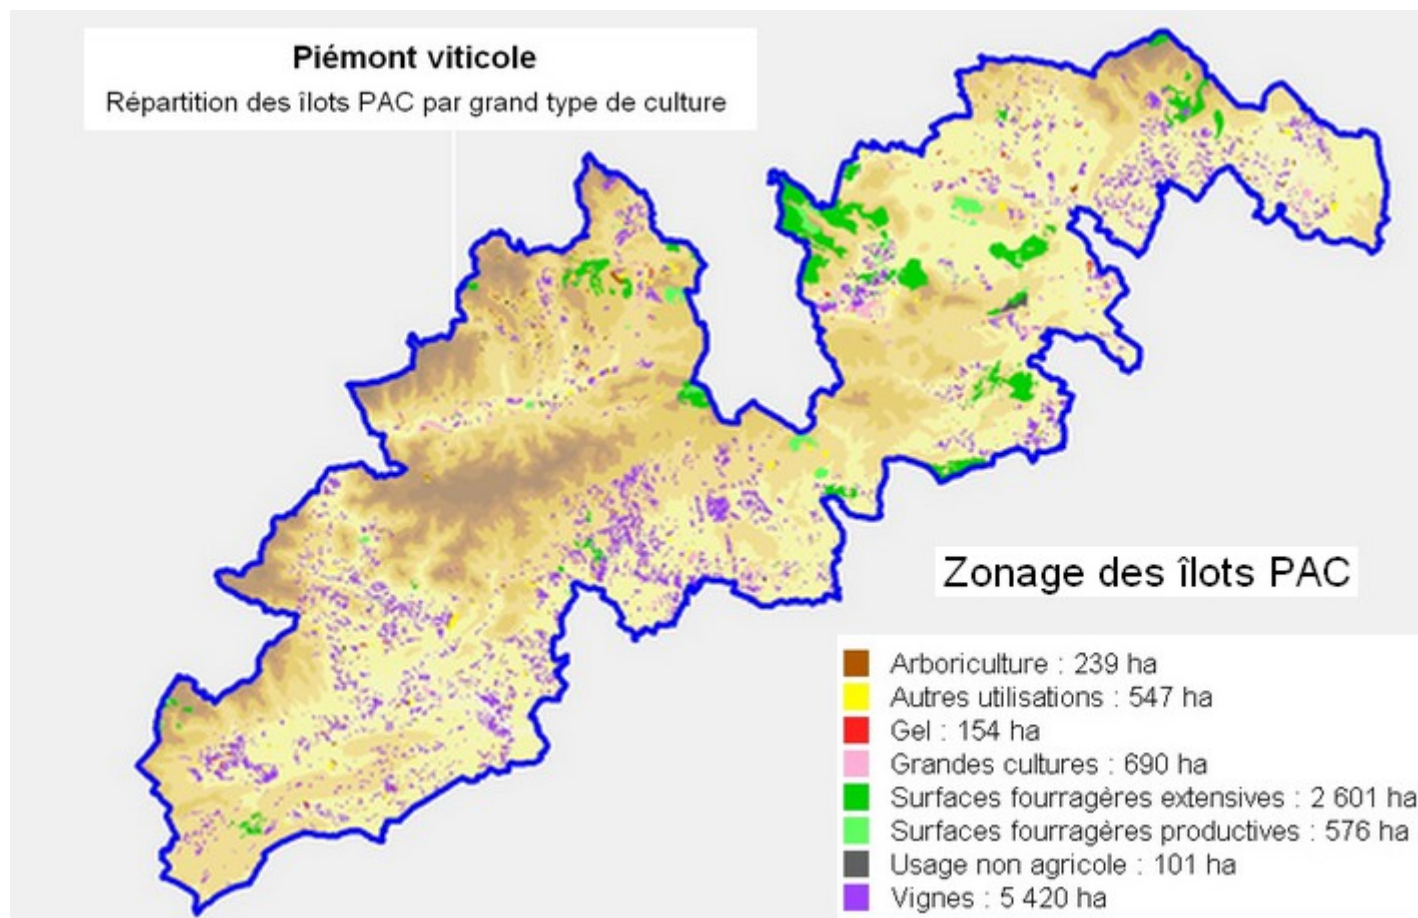 Piémont viticole
Répartition des îlots PAC par grand type de culture
Zonage des îlots PAC
Arboriculture : 239 ha
Autres utilisations : 547 ha
Gel : 154 ha
Grandes cultures : 690 ha
Surfaces fourragères extensives : 2 601 ha
Surfaces fourragères productives : 576 ha
Usage non agricole : 101 ha
Vignes : 5 420 ha